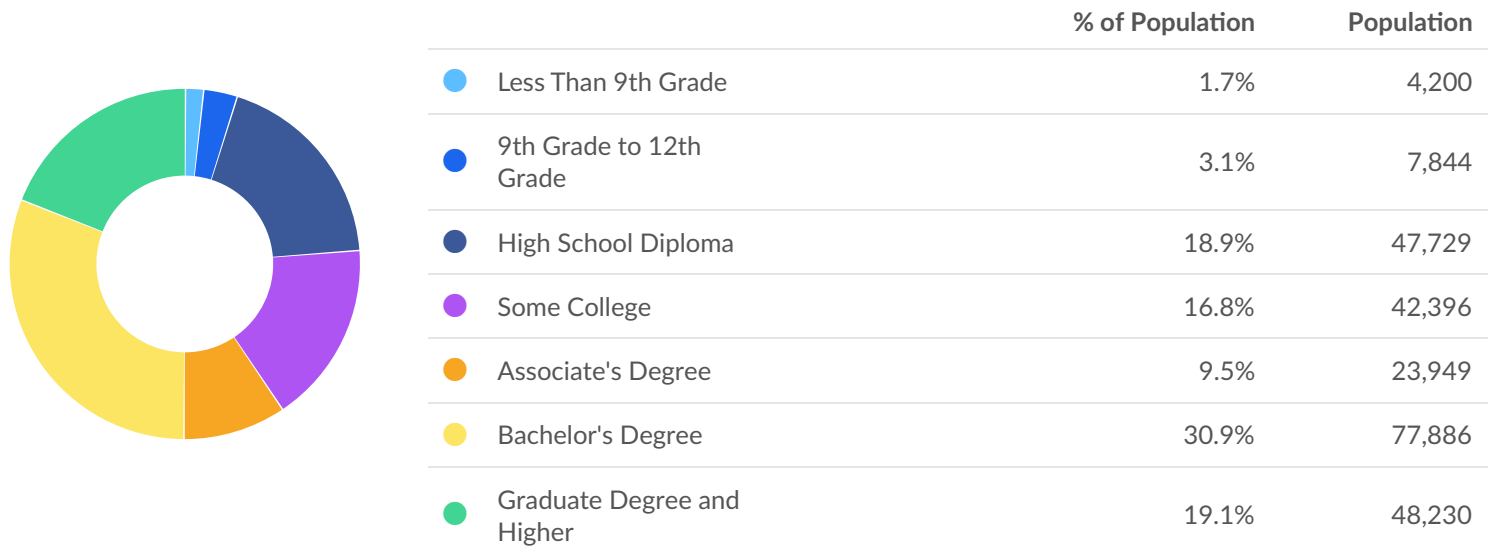 % of Population Population
Less Than 9th Grade 1.7% 4,200
9th Grade to 12th
Grade 3.1% 7,844
High School Diploma 18.9% 47,729
Some College 16.8% 42,396
Associate's Degree 9.5% 23,949
Bachelor's Degree 30.9% 77,886
Graduate Degree and
Higher 19.1% 48,230